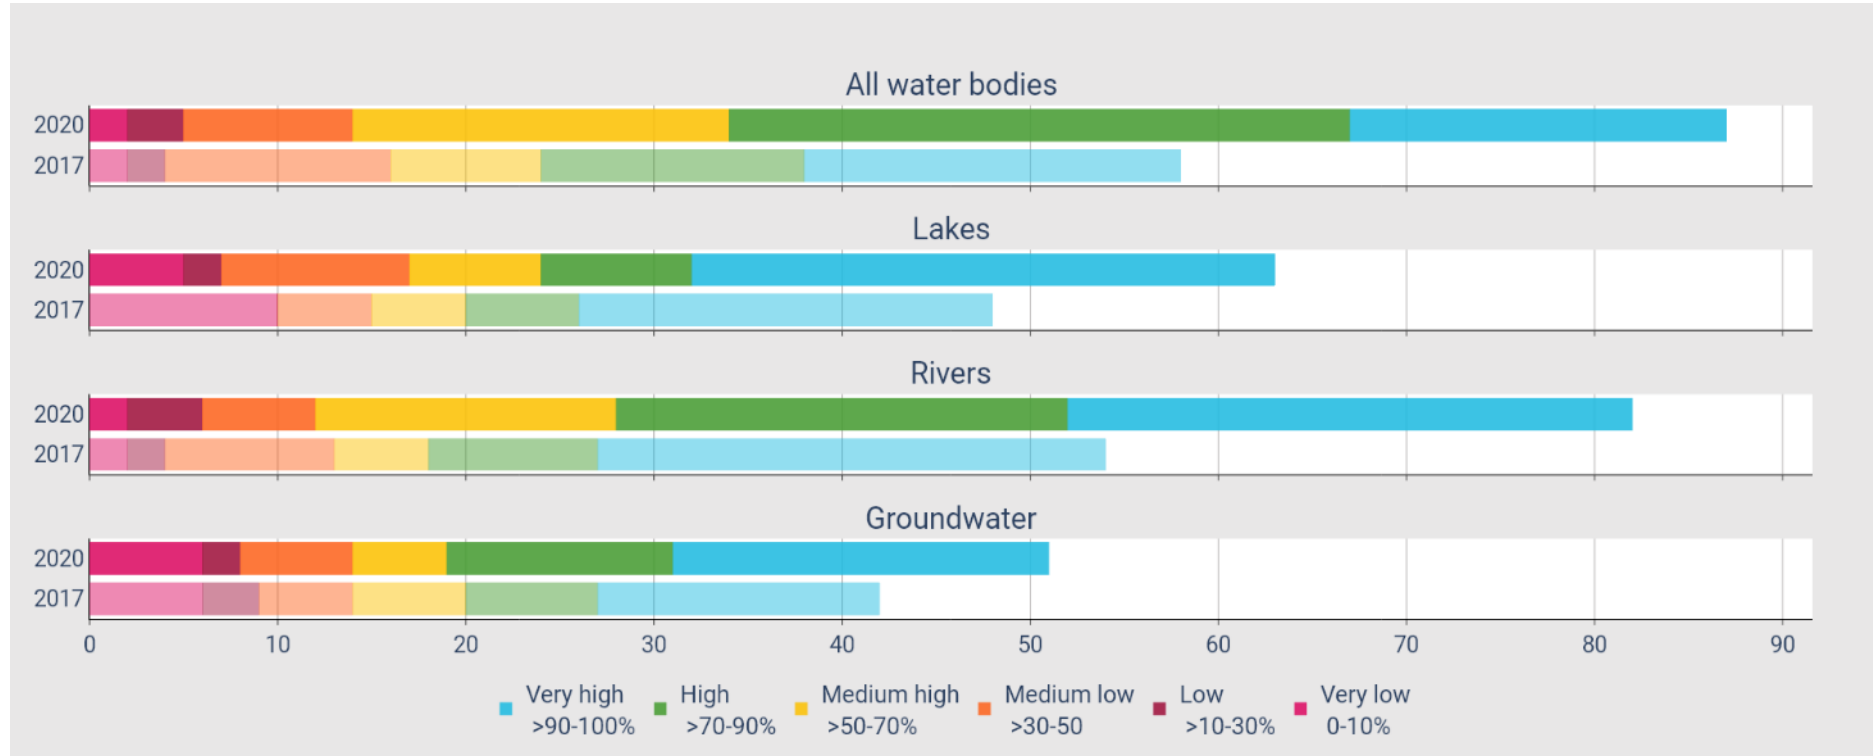 All water bodies
2020
2017
Lakes
2020
2017
Rivers
2020
2017
Groundwater
2020
2017
0 10 20 30 40 50 60 70 80 90
Very high High Medium high Medium low Low Very low
>90-100% >70-90% >50-70% >30-50 >10-30% 0-10%